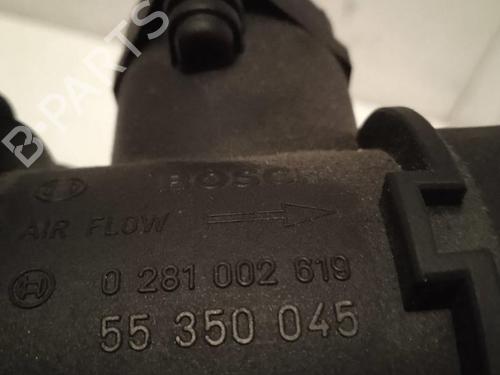 B-PARTS
BOSCH
AIR FLOW
0 281 002 619
55 350 045